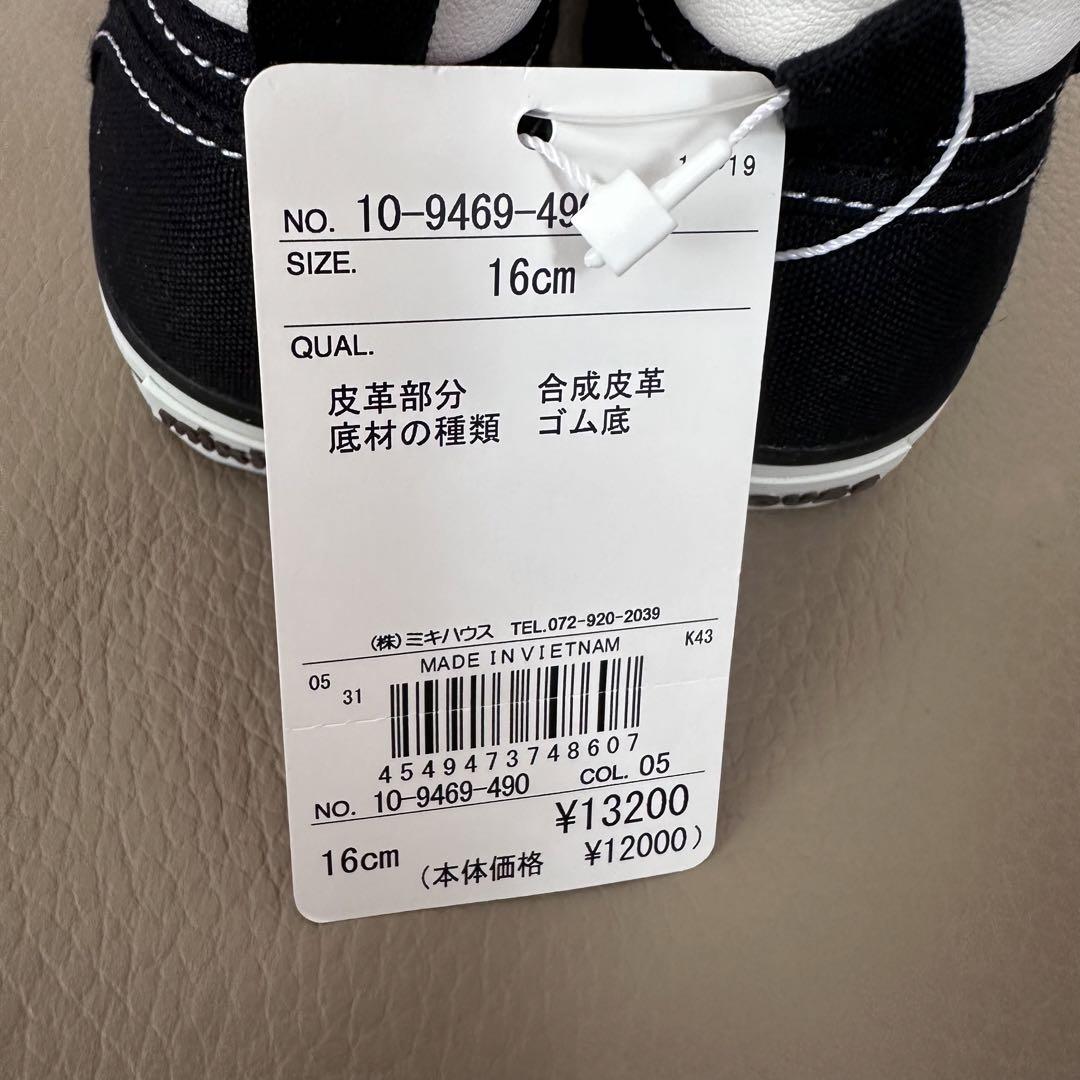 19
NO. 10-9469-490
SIZE.
16cm
QUAL.
皮革部分 合成皮革
底材の種類 ゴム底
(株)ミキハウス TEL.072-920-2039
MADE IN VIETNAM K43
05
31
4549473748607
NO. 10-9469-490 COL. 05
¥13200
16cm (本体価格 ¥12000)